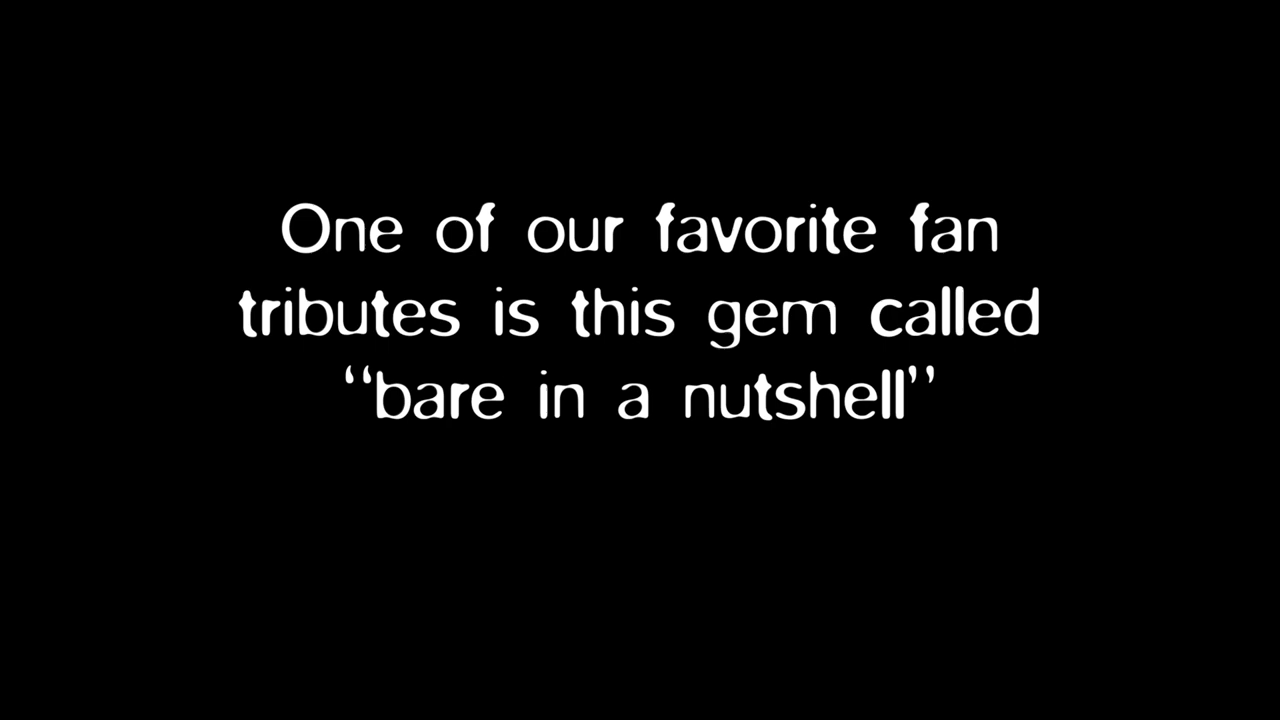 One of our favorite fan
tributes is this gem called
“bare in a nutshell”